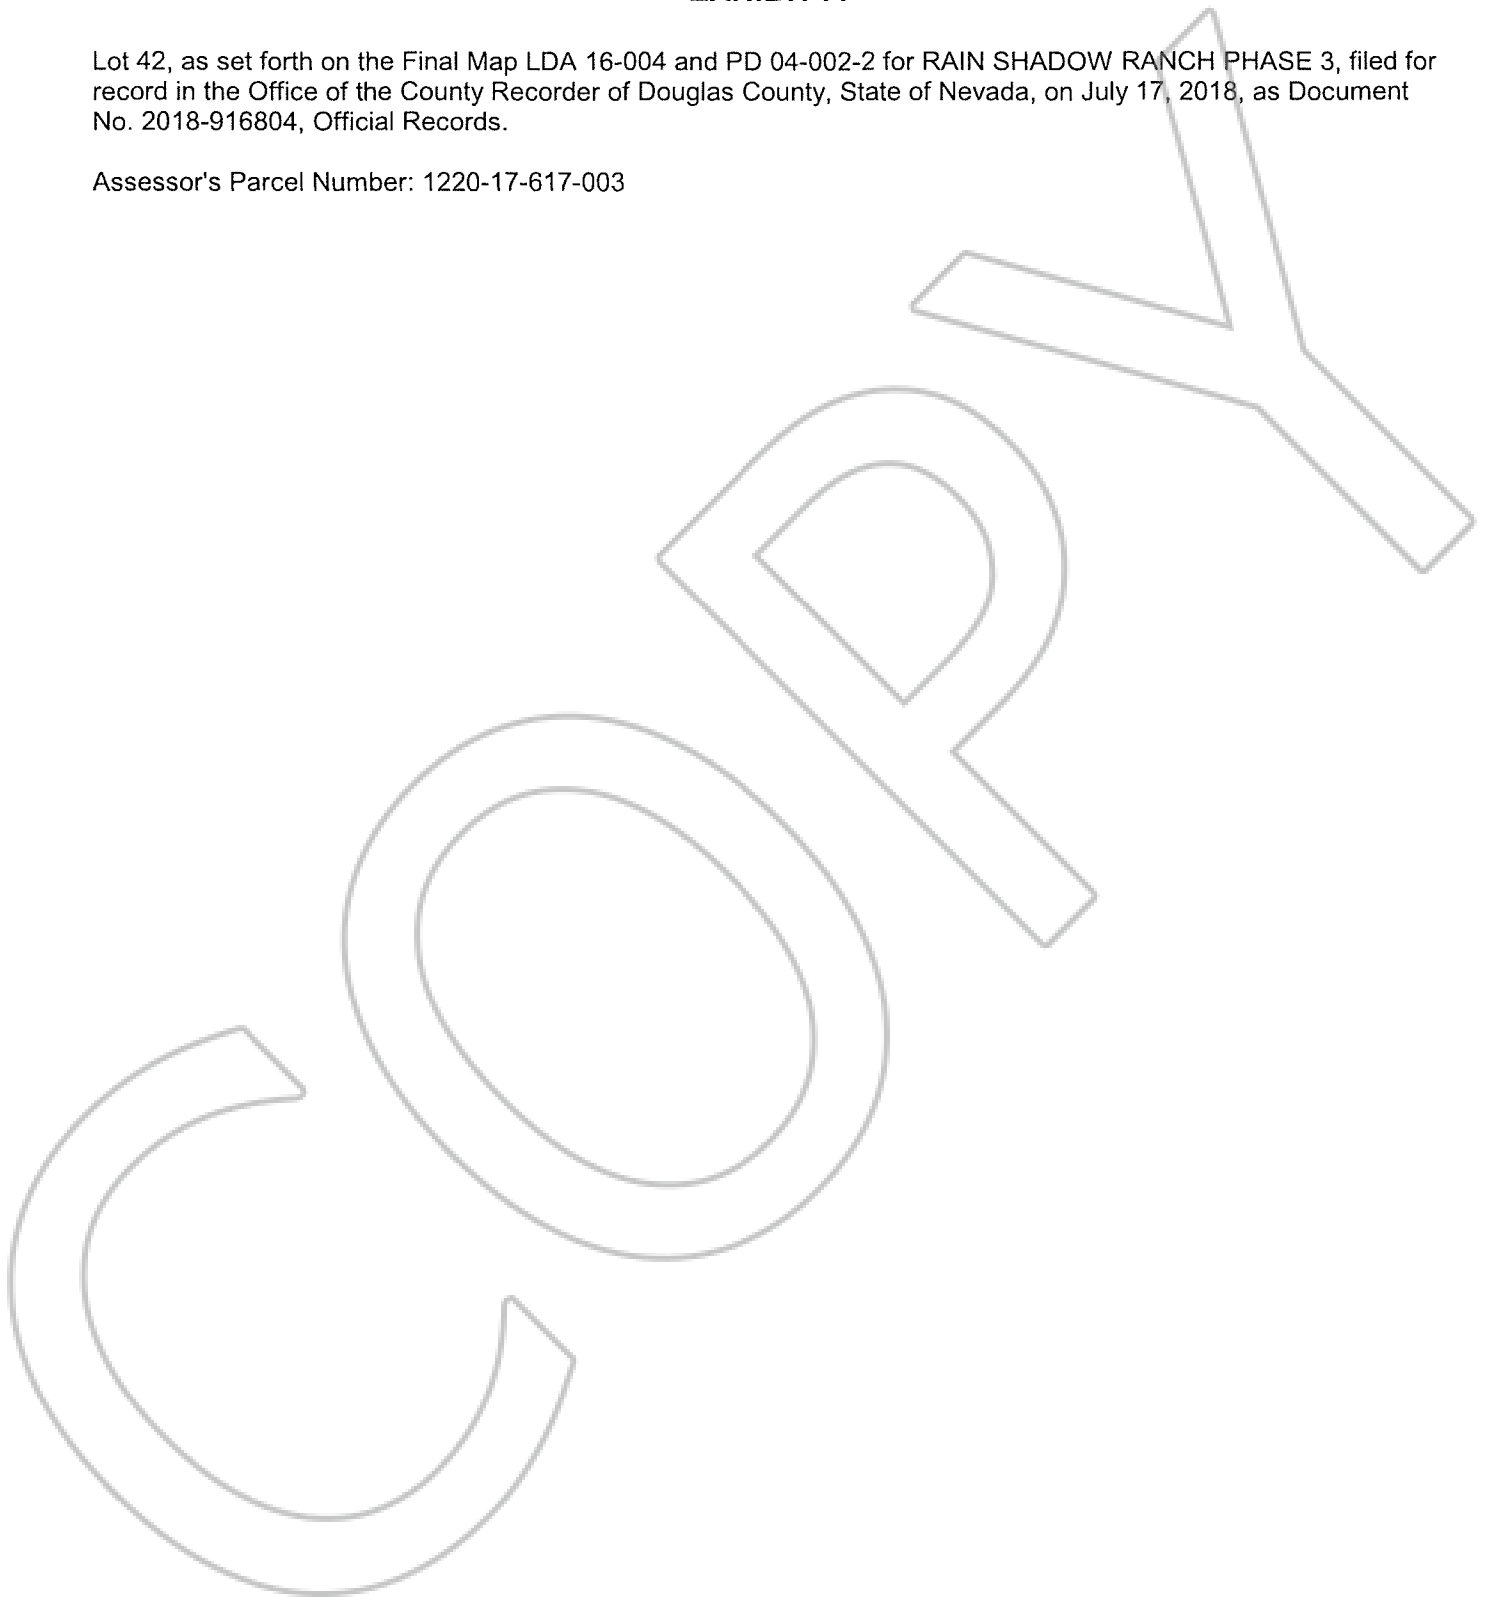 Lot 42, as set forth on the Final Map LDA 16-004 and PD 04-002-2 for RAIN SHADOW RANCH PHASE 3, filed for
record in the Office of the County Recorder of Douglas County, State of Nevada, on July 17, 2018, as Document
No. 2018-916804, Official Records.
Assessor's Parcel Number: 1220-17-617-003
COPY